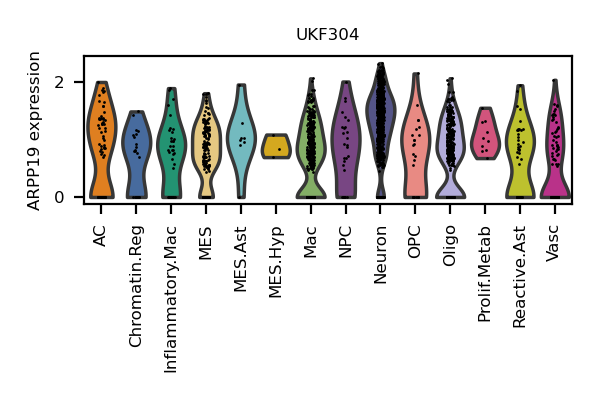 UKF304
ARPP19 expression
2
0
AC
Chromatin.Reg
Inflammatory.Mac
MES
MES.Ast
MES.Hyp
Mac
NPC
Neuron
OPC
Oligo
Prolif.Metab
Reactive.Ast
Vasc